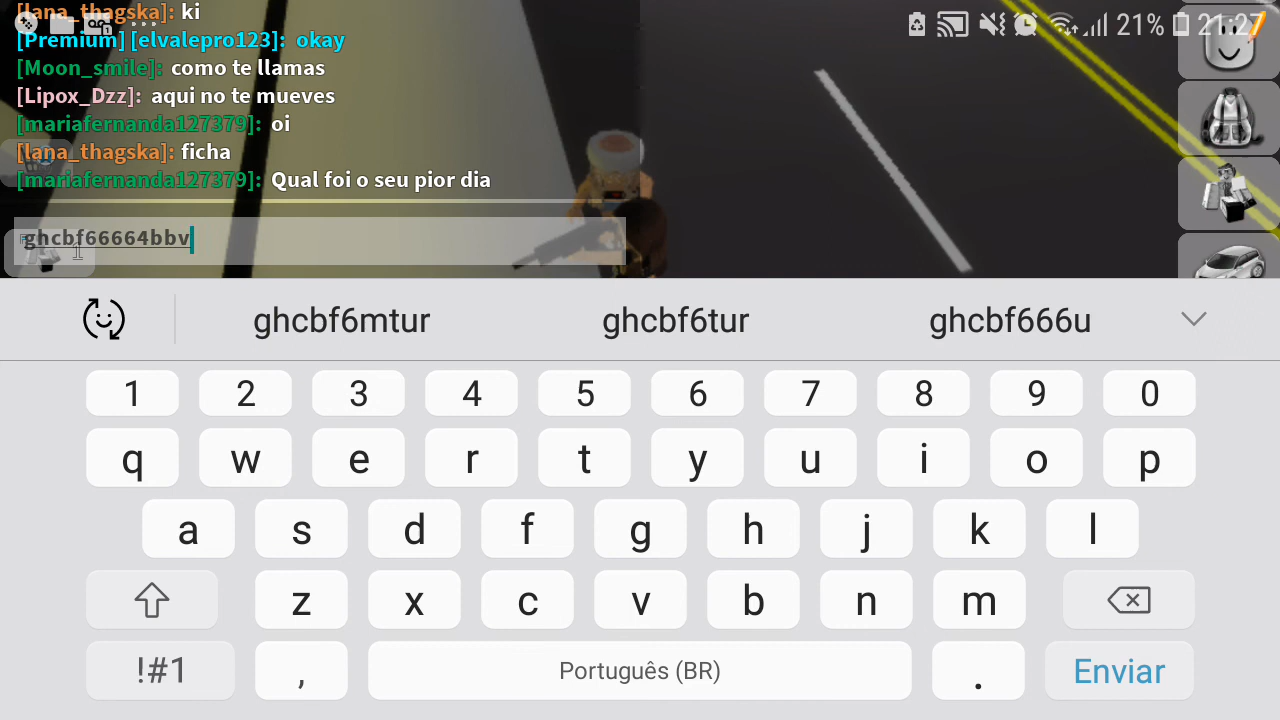 [lana_thagska]: ki
[Premium] [elvalepro123]: okay
21% 21:27
[Moon_smile]: como te llamas
[Lipox_Dzz]: aqui no te mueves
[mariafernanda127379]: oi
[lana_thagska]: ficha
[mariafernanda127379]: Qual foi o seu pior dia
ghcbf66664bbv
ghcbf6mtur ghcbf6tur ghcbf666u
1 2 3 4 5 6 7 8 9 0
q w e r t y u i o p
a s d f g h j k l
z x c v b n m
!#1 , Português (BR) . Enviar